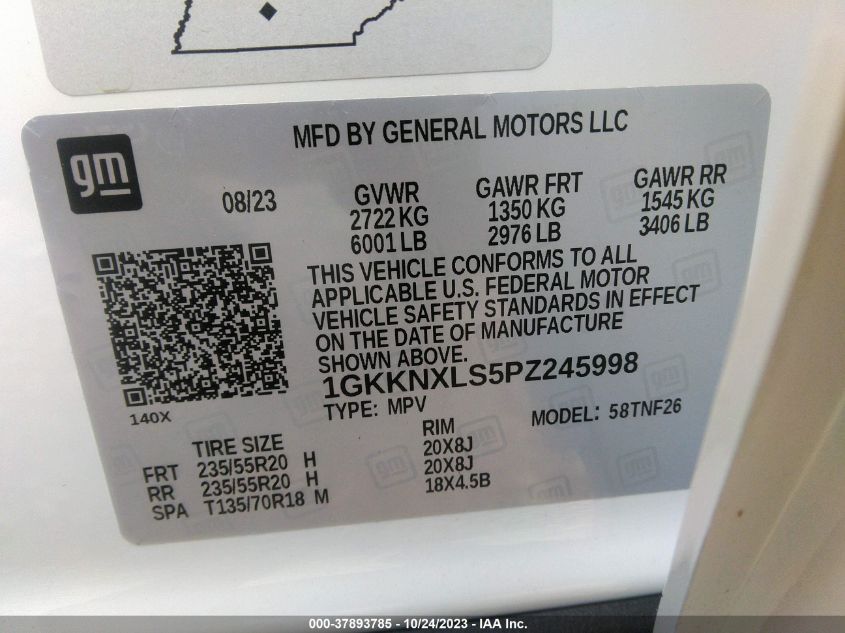 gm
MFD BY GENERAL MOTORS LLC
08/23
GVWR
2722 KG
6001 LB
GAWR FRT
1350 KG
2976 LB
GAWR RR
1545 KG
3406 LB
THIS VEHICLE CONFORMS TO ALL
APPLICABLE U.S. FEDERAL MOTOR
VEHICLE SAFETY STANDARDS IN EFFECT
ON THE DATE OF MANUFACTURE
SHOWN ABOVE.
1GKKNXLS5PZ245998
140X
TYPE: MPV
MODEL: 58TNF26
TIRE SIZE
RIM
FRT 235/55R20 H 20X8J
RR 235/55R20 H 20X8J
SPA T135/70R18 M 18X4.5B
000-37893785 - 10/24/2023 - IAA Inc.